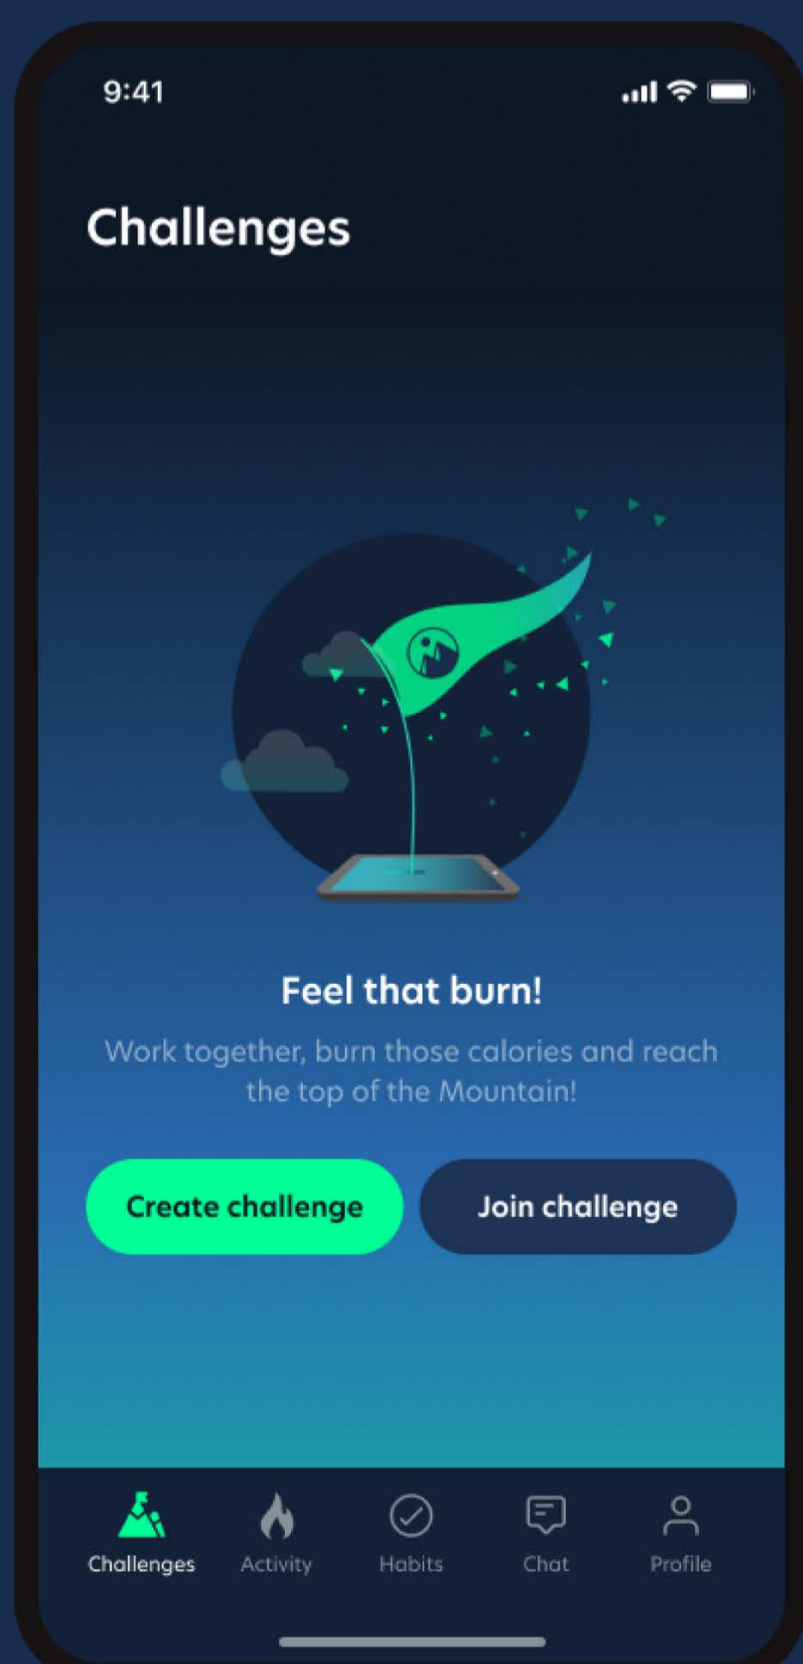 9:41
Challenges
Feel that burn!
Work together, burn those calories and reach
the top of the Mountain!
Create challenge
Join challenge
Challenges
Activity
Habits
Chat
Profile